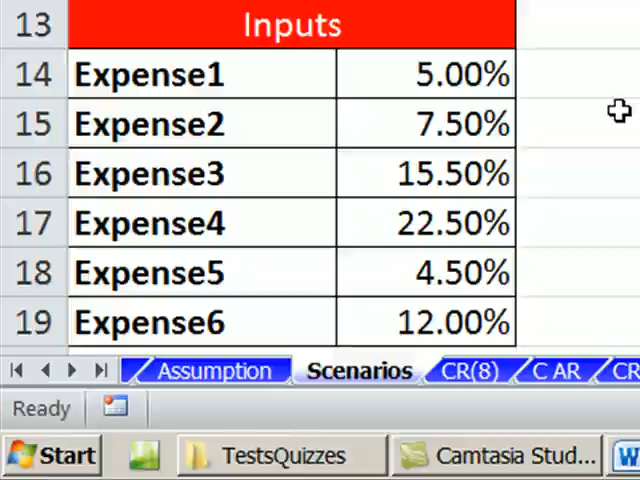 13 Inputs
14 Expense1 5.00%
15 Expense2 7.50%
16 Expense3 15.50%
17 Expense4 22.50%
18 Expense5 4.50%
19 Expense6 12.00%
Assumption Scenarios CR(8) C AR CR
Ready
Start TestsQuizzes Camtasia Stud... W